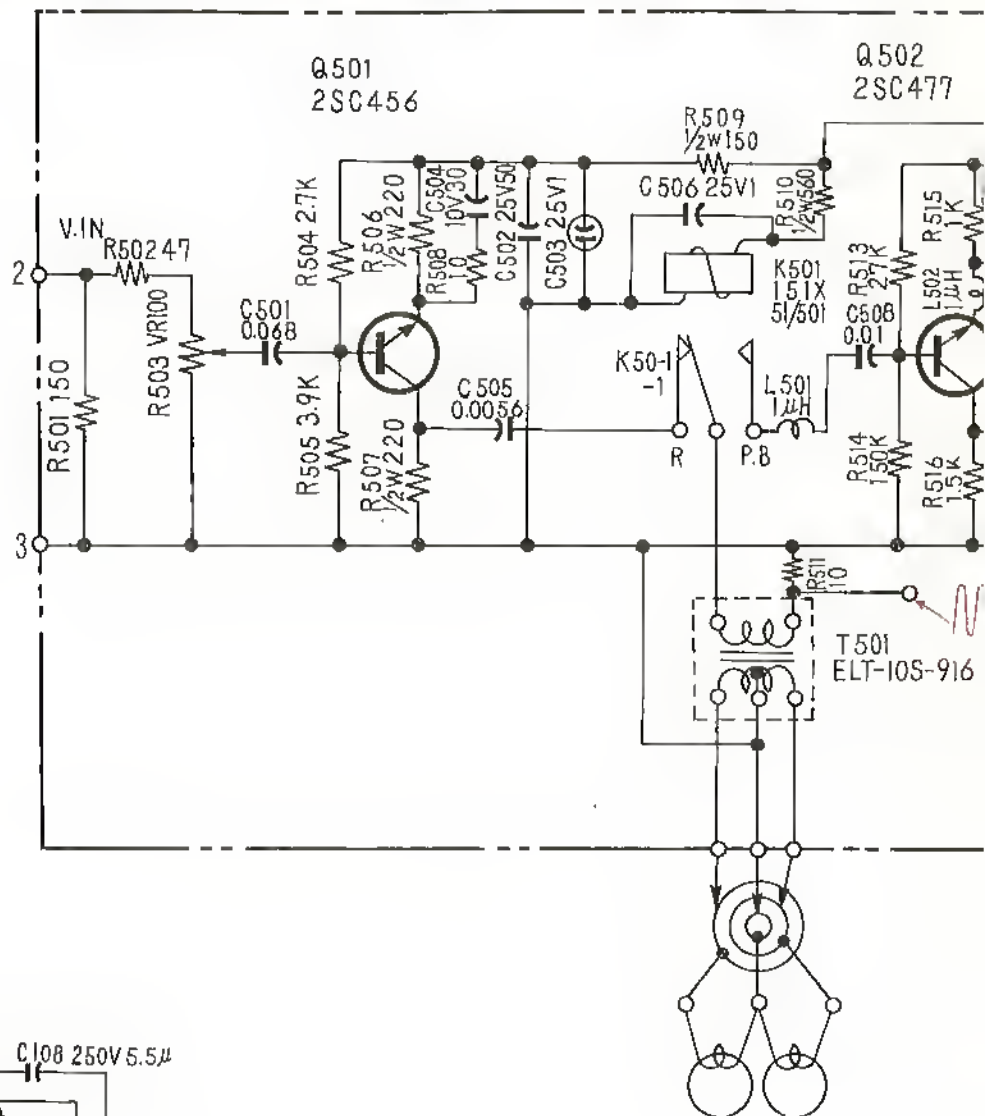 Q501
2SC456
Q502
2SC477
R509
1/2W150
C506 25V1
R510
1/2W560
R504 2.7K
R506
1/2W 220
R508
10
C504
10V30
C502 25V50
C503 25V1
K501
151X
51/501
R513
27K
R515
1K
L502
1μH
V.IN
2
R502 47
R501 150
R503 VR100
C501
0.068
R505 3.9K
R507
1/2W 220
C505
0.0056
K50-1
-1
R
P.B
L501
1μH
C508
0.01
R514
150K
R516
1.5K
3
R511
10
T501
ELT-10S-916
C108 250V 5.5μ